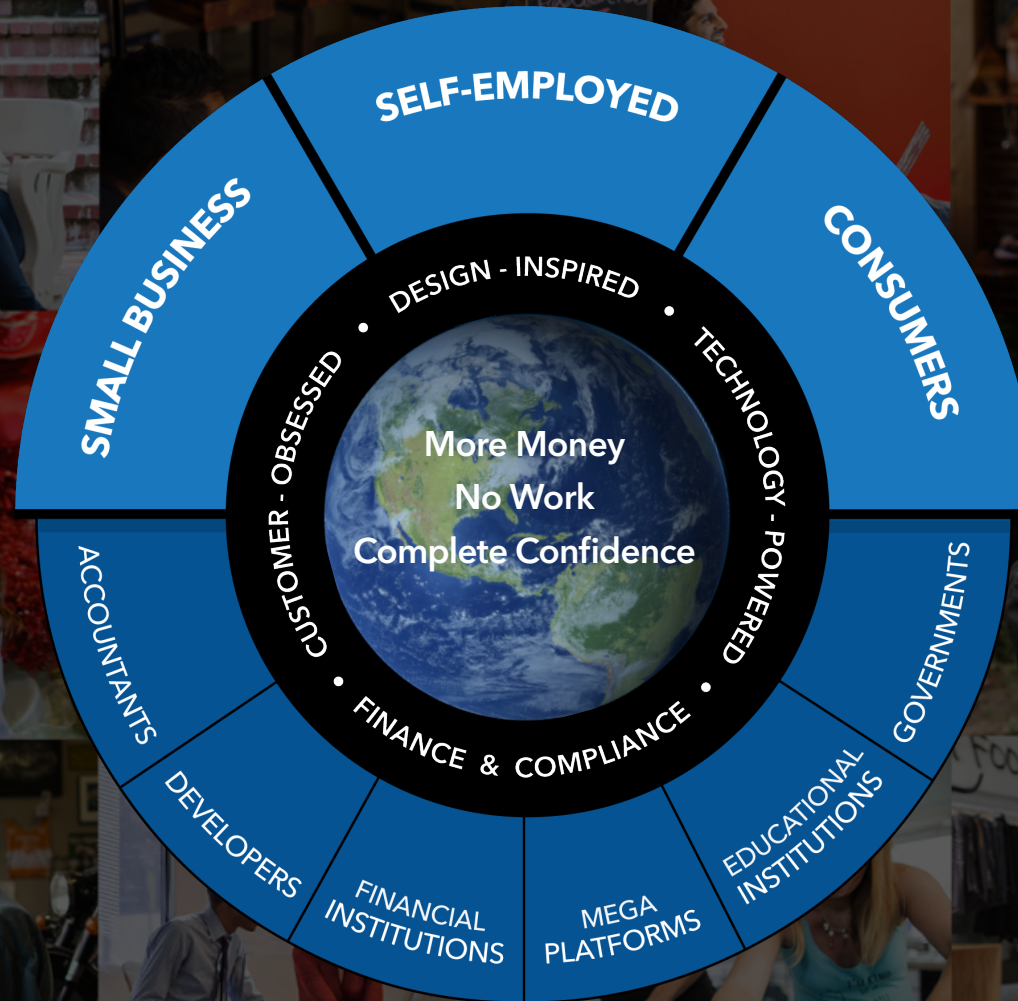 SELF-EMPLOYED
SMALL BUSINESS
CONSUMERS
DESIGN - INSPIRED
•
TECHNOLOGY - POWERED
•
FINANCE & COMPLIANCE
•
CUSTOMER - OBSESSED
•
More Money
No Work
Complete Confidence
ACCOUNTANTS
DEVELOPERS
FINANCIAL
INSTITUTIONS
MEGA
PLATFORMS
EDUCATIONAL
INSTITUTIONS
GOVERNMENTS